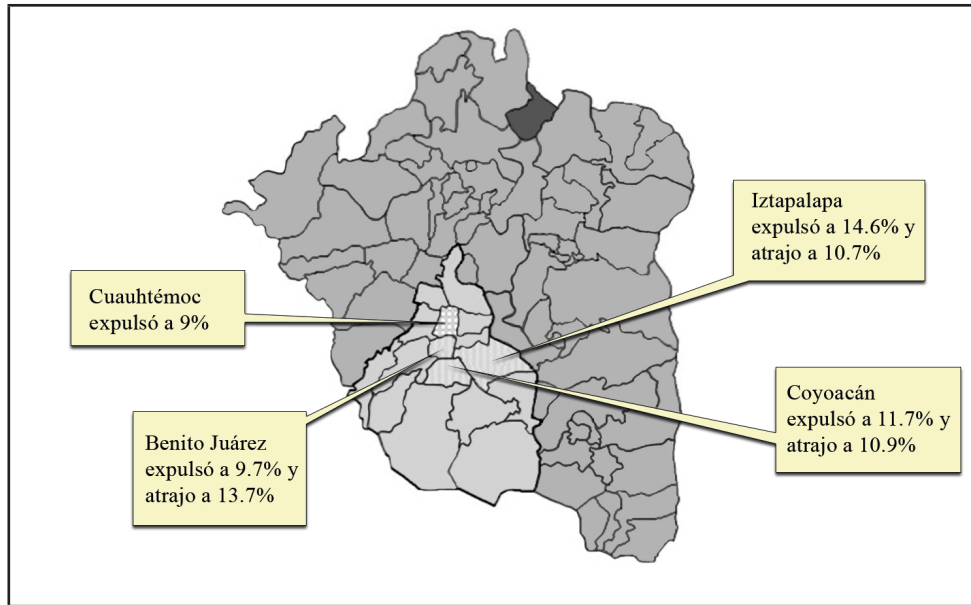 Iztapalapa
expulsó a 14.6% y
atrajo a 10.7%
Cuauhtémoc
expulsó a 9%
Coyoacán
expulsó a 11.7% y
atrajo a 10.9%
Benito Juárez
expulsó a 9.7% y
atrajo a 13.7%